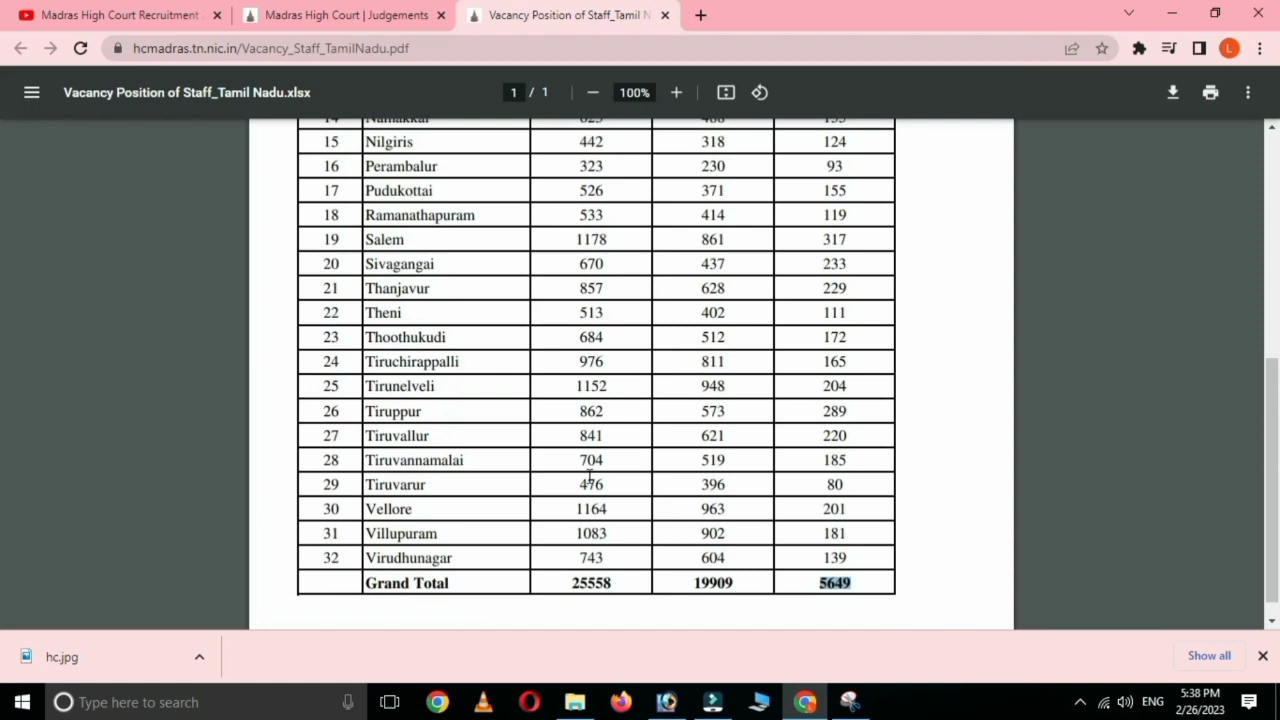 Madras High Court Recruitment
Madras High Court | Judgements
Vacancy Position of Staff_Tamil N
hcmadras.tn.nic.in/Vacancy_Staff_TamilNadu.pdf
L
Vacancy Position of Staff_Tamil Nadu.xlsx
1 / 1
100%
14 Namakkal
15 Nilgiris 442 318 124
16 Perambalur 323 230 93
17 Pudukottai 526 371 155
18 Ramanathapuram 533 414 119
19 Salem 1178 861 317
20 Sivagangai 670 437 233
21 Thanjavur 857 628 229
22 Theni 513 402 111
23 Thoothukudi 684 512 172
24 Tiruchirappalli 976 811 165
25 Tirunelveli 1152 948 204
26 Tiruppur 862 573 289
27 Tiruvallur 841 621 220
28 Tiruvannamalai 704 519 185
29 Tiruvarur 476 396 80
30 Vellore 1164 963 201
31 Villupuram 1083 902 181
32 Virudhunagar 743 604 139
Grand Total 25558 19909 5649
hc.jpg
Show all
Type here to search
ENG
5:38 PM
2/26/2023